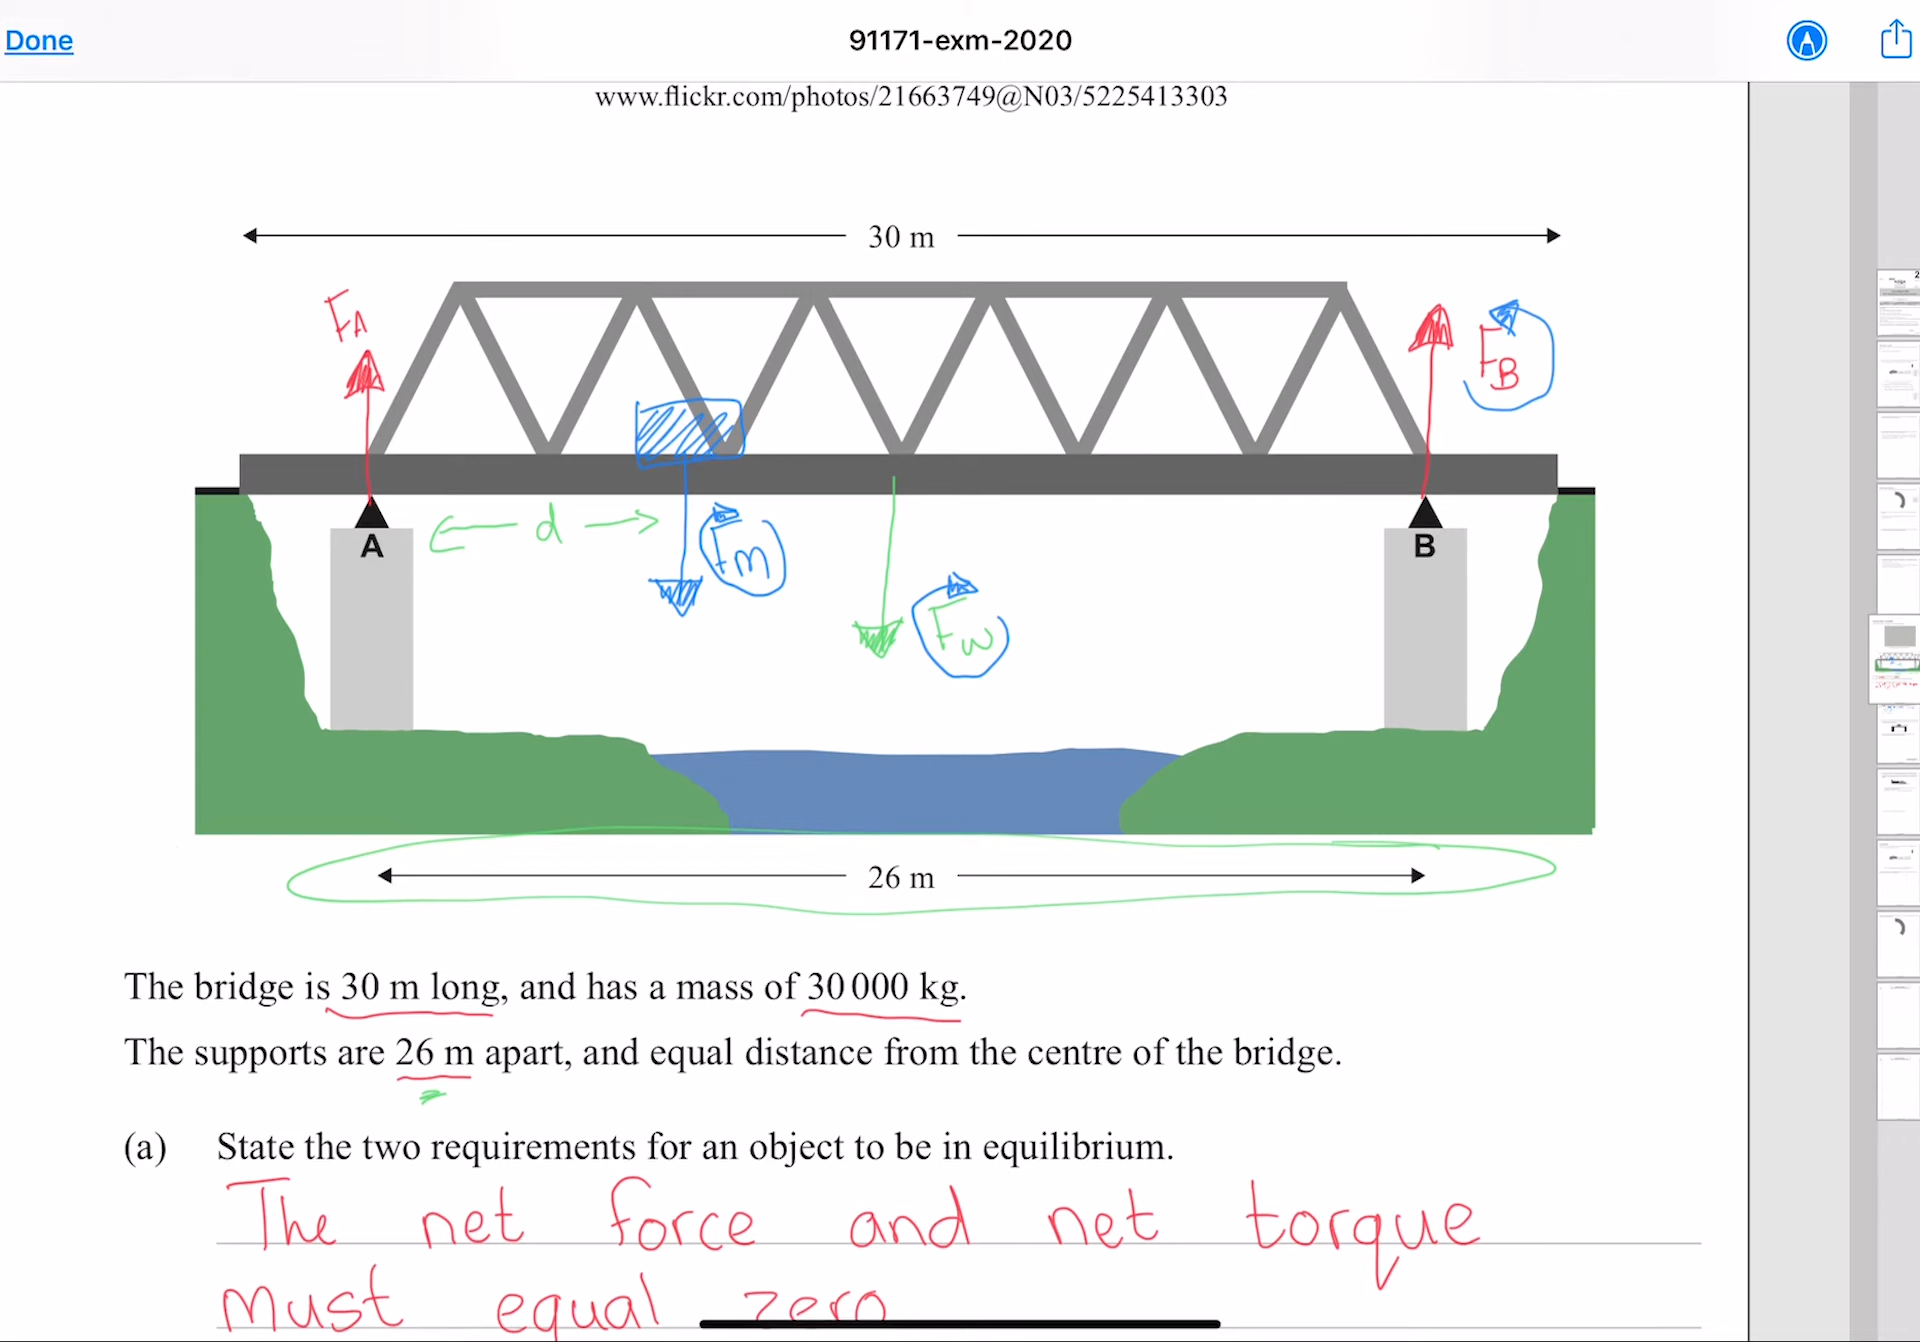 Done
91171-exm-2020
www.flickr.com/photos/21663749@N03/5225413303
30 m
FA
FB
d
Fm
A
B
Fw
26 m
The bridge is 30 m long, and has a mass of 30 000 kg.
The supports are 26 m apart, and equal distance from the centre of the bridge.
(a) State the two requirements for an object to be in equilibrium.
The net force and net torque
must equal zero